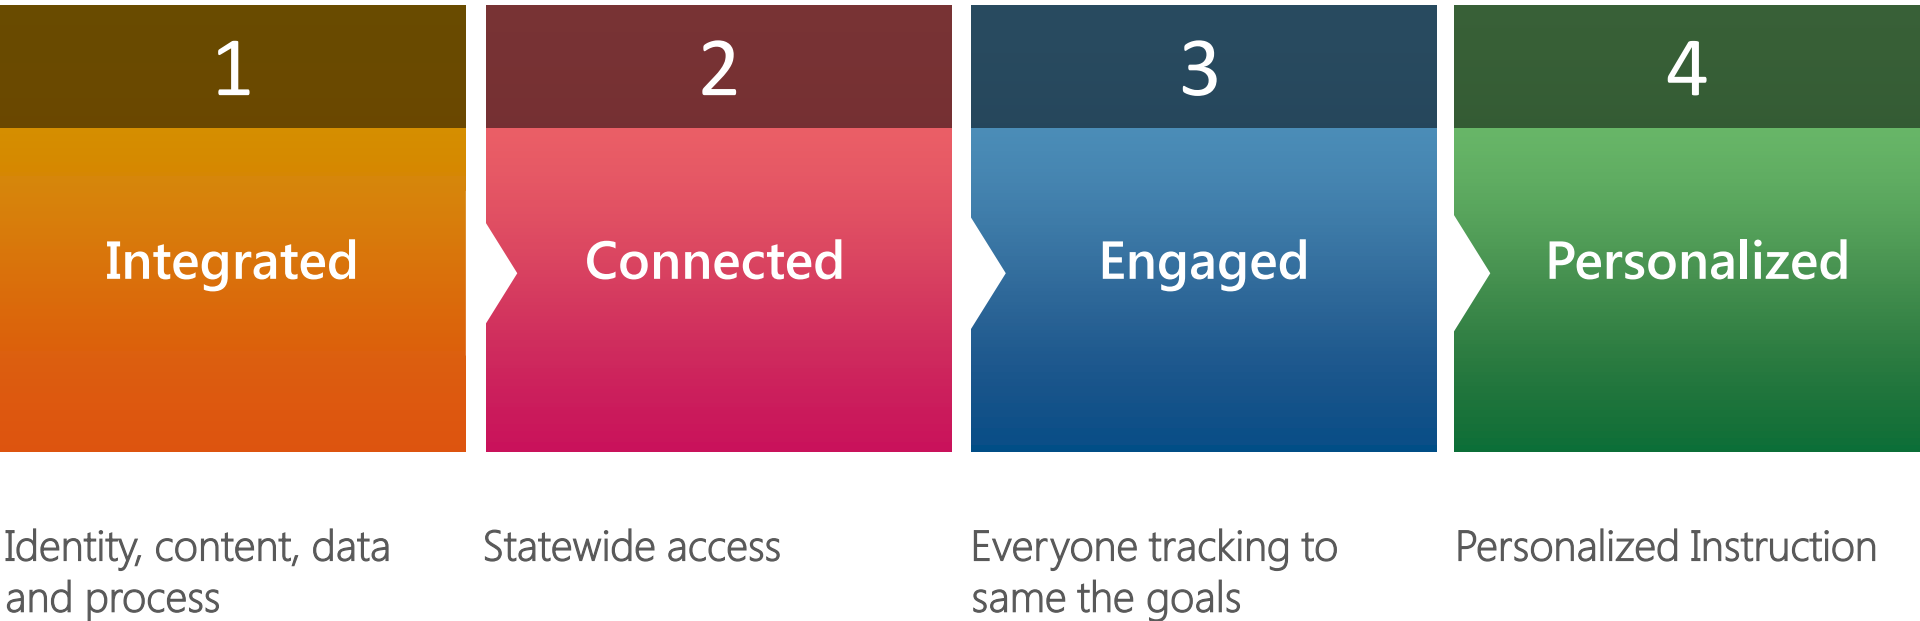 1
Integrated
Identity, content, data
and process
2
Connected
Statewide access
3
Engaged
Everyone tracking to
same the goals
4
Personalized
Personalized Instruction